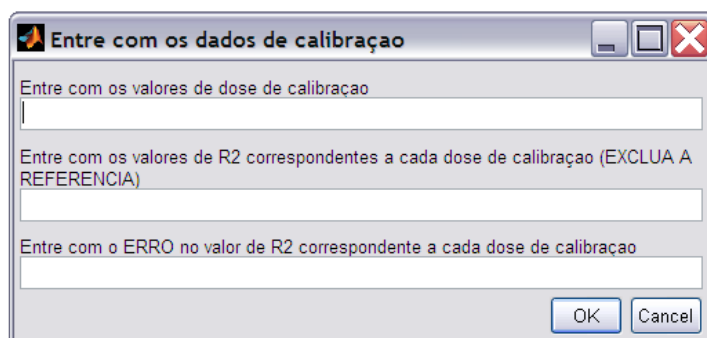 Entre com os dados de calibraçao
Entre com os valores de dose de calibraçao
Entre com os valores de R2 correspondentes a cada dose de calibraçao (EXCLUA A
REFERENCIA)
Entre com o ERRO no valor de R2 correspondente a cada dose de calibraçao
OK Cancel